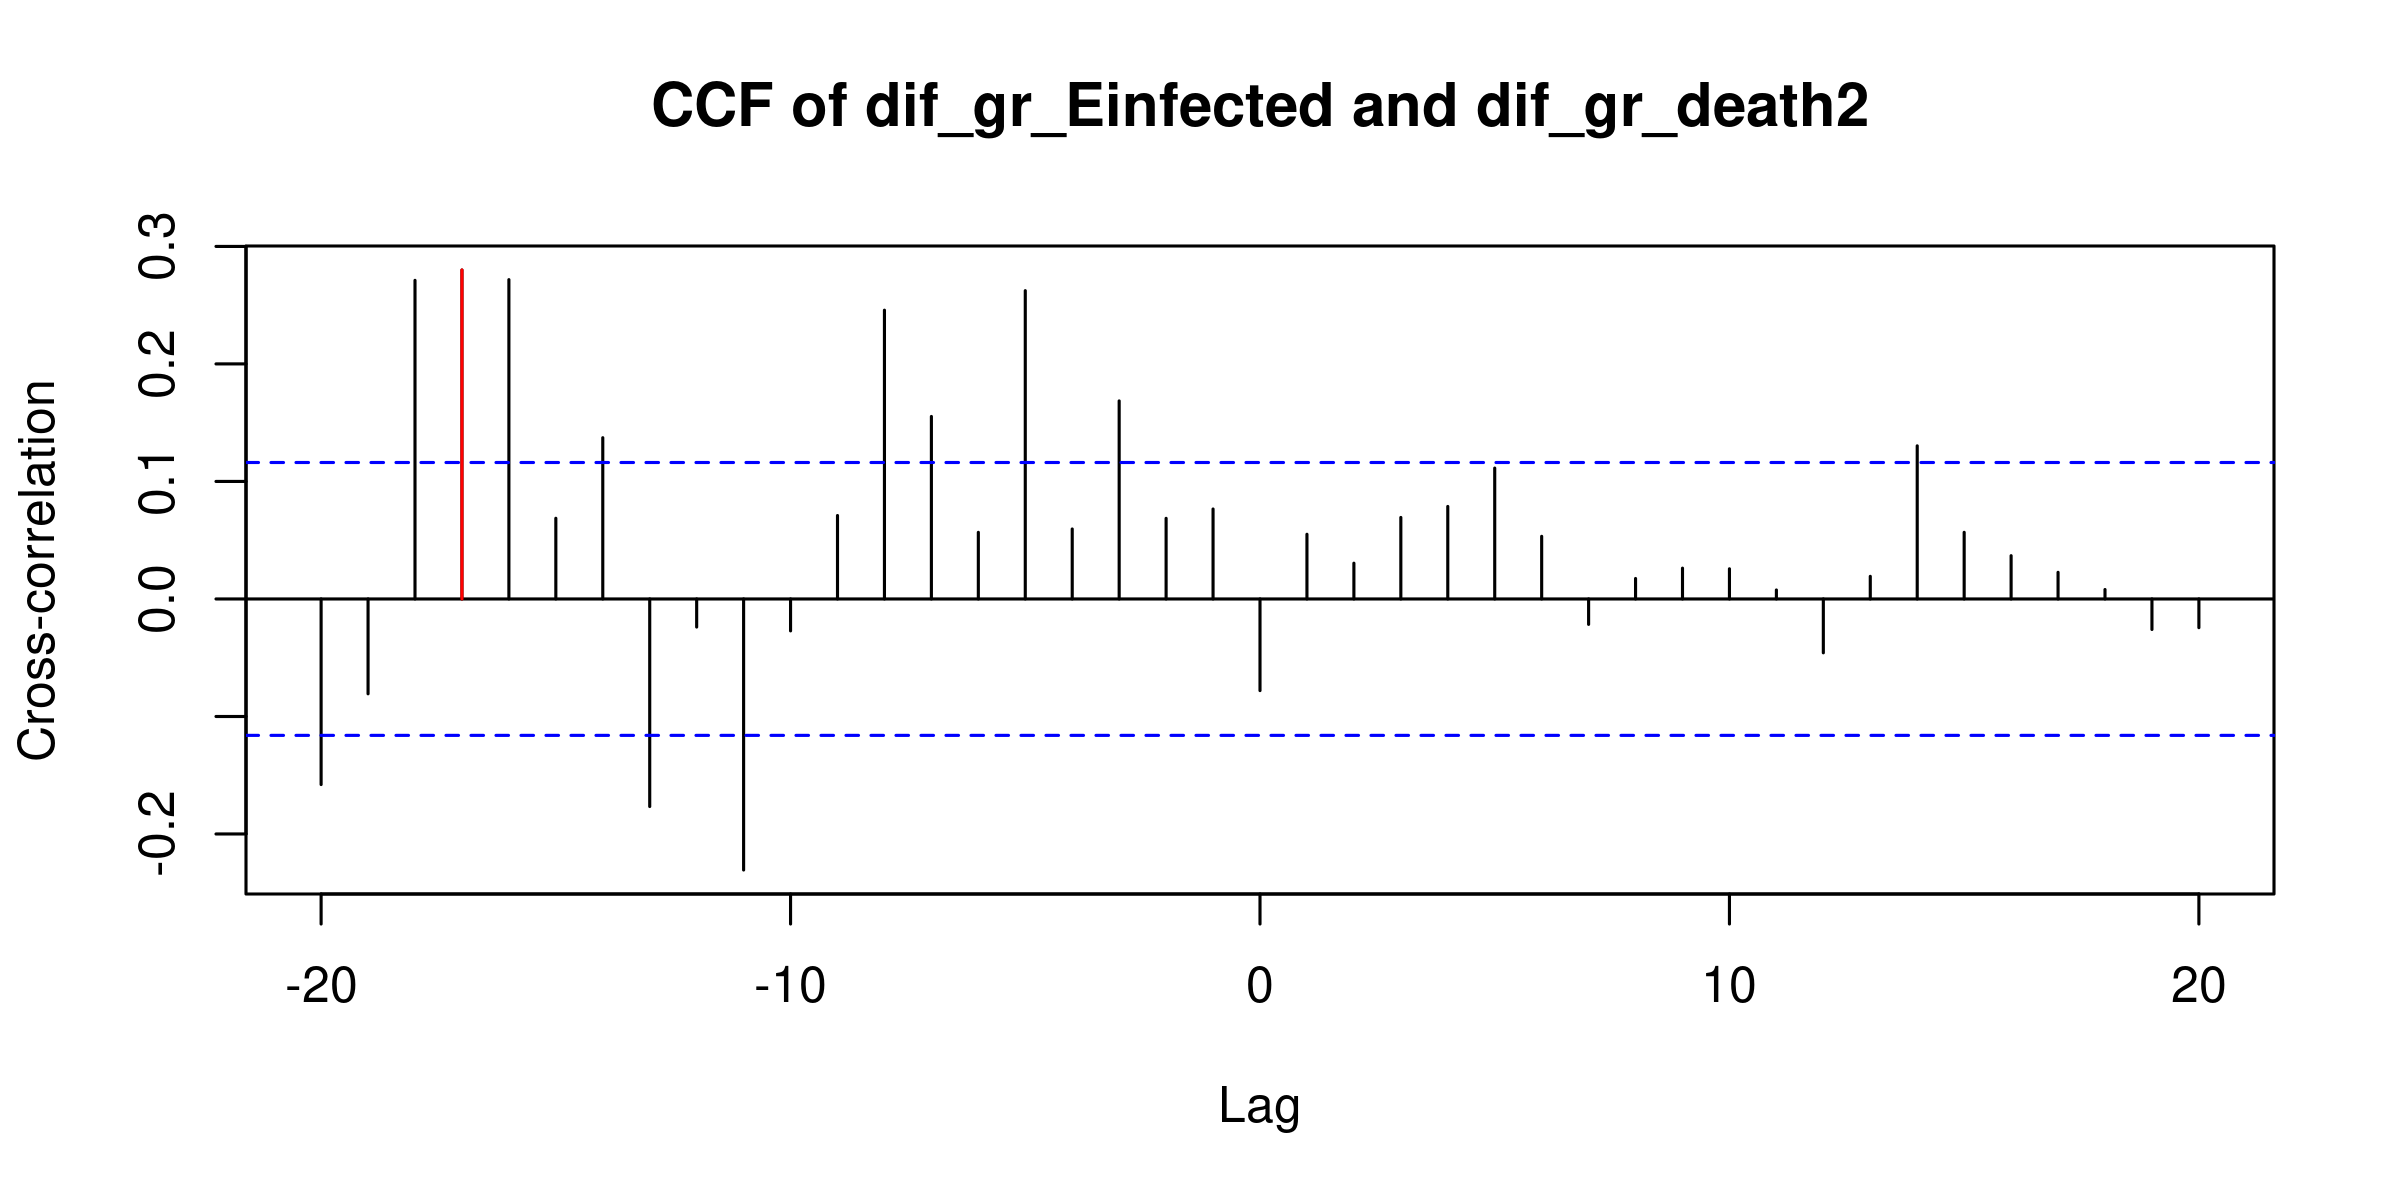 CCF of dif_gr_Einfected and dif_gr_death2
Cross-correlation
0.3
0.2
0.1
0.0
-0.2
-20 -10 0 10 20
Lag